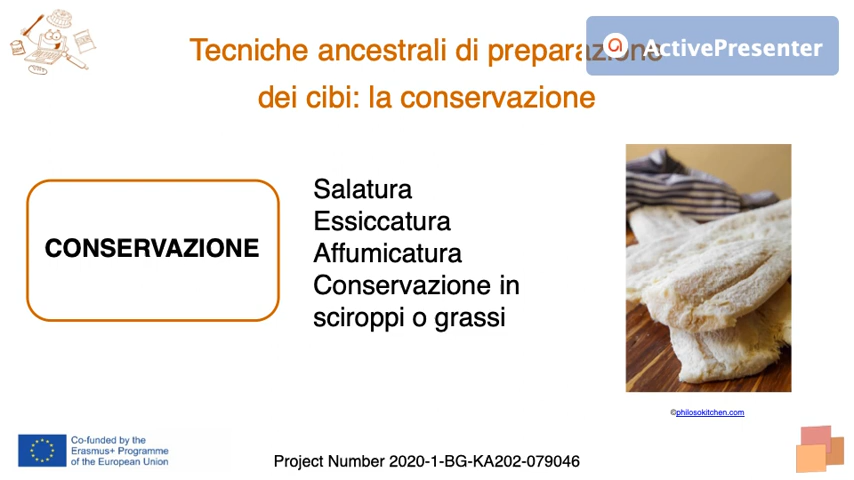 Tecniche ancestrali di preparazione
ActivePresenter
dei cibi: la conservazione
CONSERVAZIONE
Salatura
Essiccatura
Affumicatura
Conservazione in
sciroppi o grassi
©philosokitchen.com
Co-funded by the
Erasmus+ Programme
of the European Union
Project Number 2020-1-BG-KA202-079046